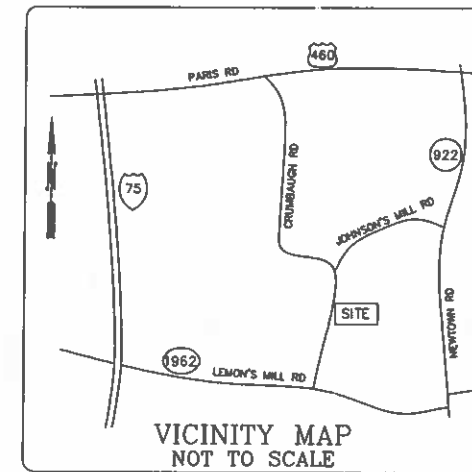 460
PARIS RD
922
75
CRUMBAUGH RD
JOHNSON'S MILL RD
SITE
NEWTOWN RD
1962
LEMON'S MILL RD
VICINITY MAP
NOT TO SCALE